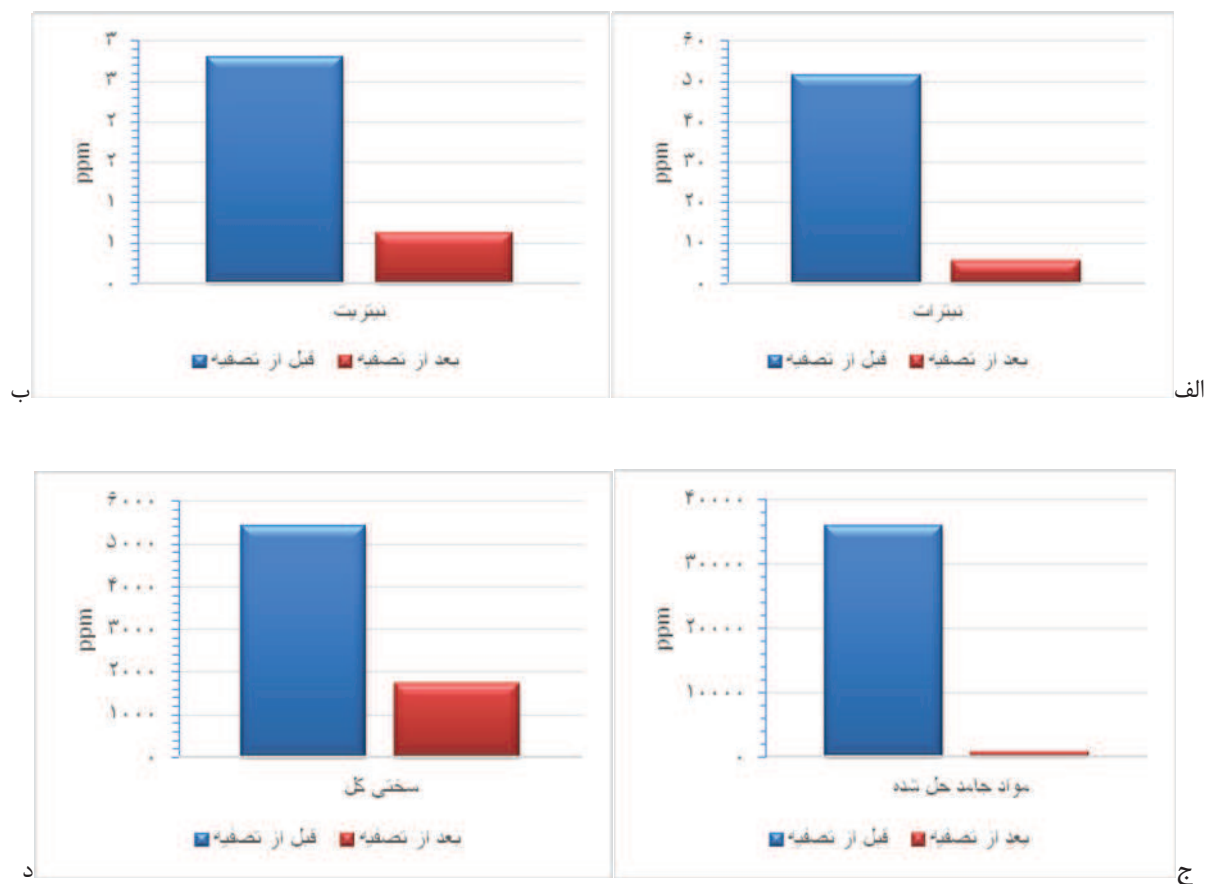 ۶۰
۵۰
۴۰
۳۰
۲۰
۱۰
۰
ppm
نیترات
قبل از تصفیه بعد از تصفیه
الف
۳
۳
۲
۲
۱
۱
۰
ppm
نیتریت
قبل از تصفیه بعد از تصفیه
ب
۴۰۰۰۰
۳۰۰۰۰
۲۰۰۰۰
۱۰۰۰۰
۰
ppm
مواد جامد حل شده
قبل از تصفیه بعد از تصفیه
ج
۶۰۰۰
۵۰۰۰
۴۰۰۰
۳۰۰۰
۲۰۰۰
۱۰۰۰
۰
ppm
سختی کل
قبل از تصفیه بعد از تصفیه
د